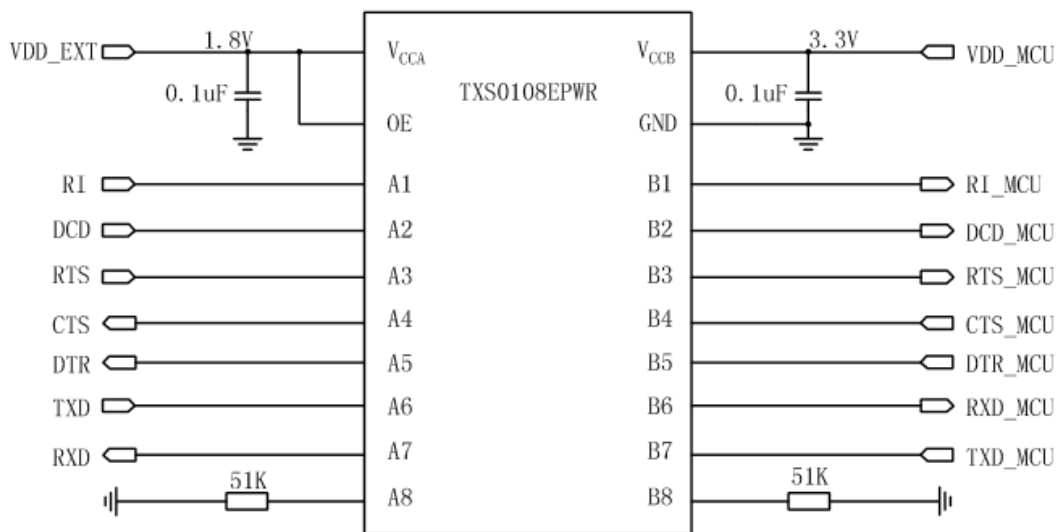 VDD_EXT 1.8V VCCA VCCB 3.3V VDD_MCU
0.1uF TXS0108EPWR 0.1uF
OE GND
RI A1 B1 RI_MCU
DCD A2 B2 DCD_MCU
RTS A3 B3 RTS_MCU
CTS A4 B4 CTS_MCU
DTR A5 B5 DTR_MCU
TXD A6 B6 RXD_MCU
RXD A7 B7 TXD_MCU
51K A8 B8 51K